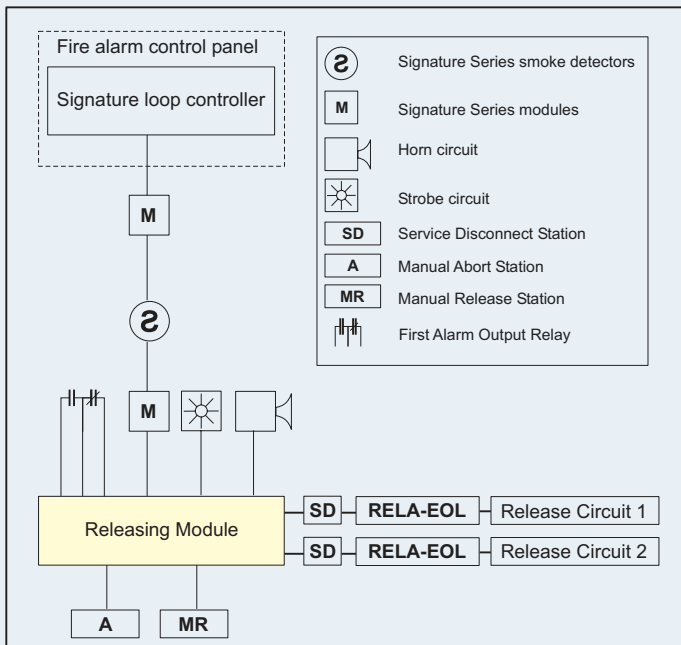 Fire alarm control panel
Signature loop controller
M
S
M
Releasing Module
SD
RELA-EOL
Release Circuit 1
SD
RELA-EOL
Release Circuit 2
A
MR
S
Signature Series smoke detectors
M
Signature Series modules
Horn circuit
Strobe circuit
SD
Service Disconnect Station
A
Manual Abort Station
MR
Manual Release Station
First Alarm Output Relay